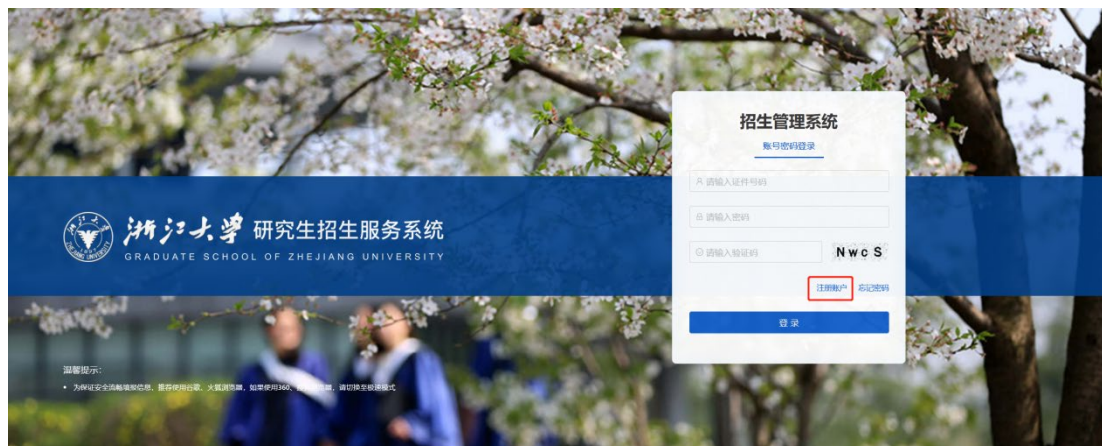 招生管理系统
账号密码登录
请输入证件号码
请输入密码
浙江大学 研究生招生服务系统
GRADUATE SCHOOL OF ZHEJIANG UNIVERSITY
请输入验证码
NwcS
注册账户 忘记密码
登录
温馨提示：
• 为保证安全流畅填报信息，推荐使用谷歌、火狐浏览器，如果使用360、
请切换至极速模式